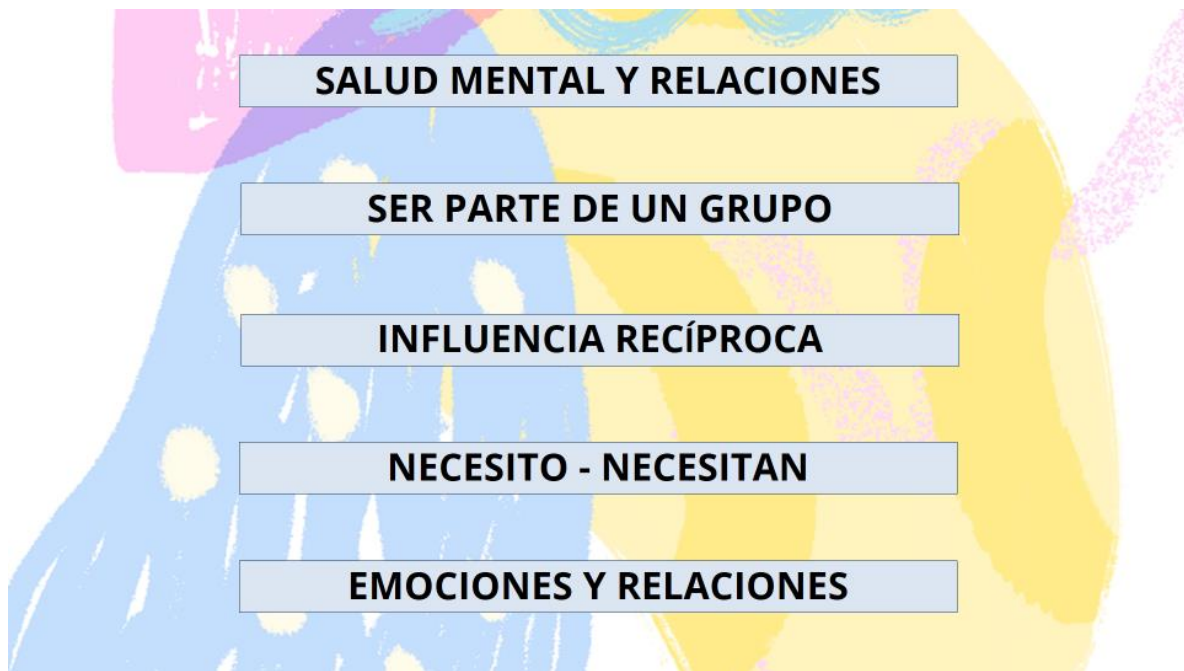 SALUD MENTAL Y RELACIONES
SER PARTE DE UN GRUPO
INFLUENCIA RECÍPROCA
NECESITO - NECESITAN
EMOCIONES Y RELACIONES